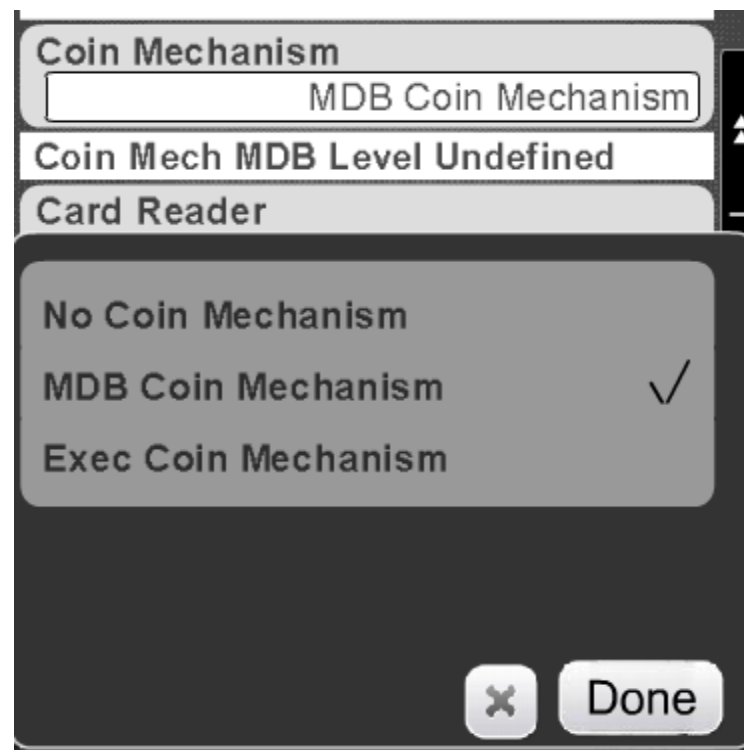 Coin Mechanism
MDB Coin Mechanism
Coin Mech MDB Level Undefined
Card Reader
No Coin Mechanism
MDB Coin Mechanism
Exec Coin Mechanism
Done